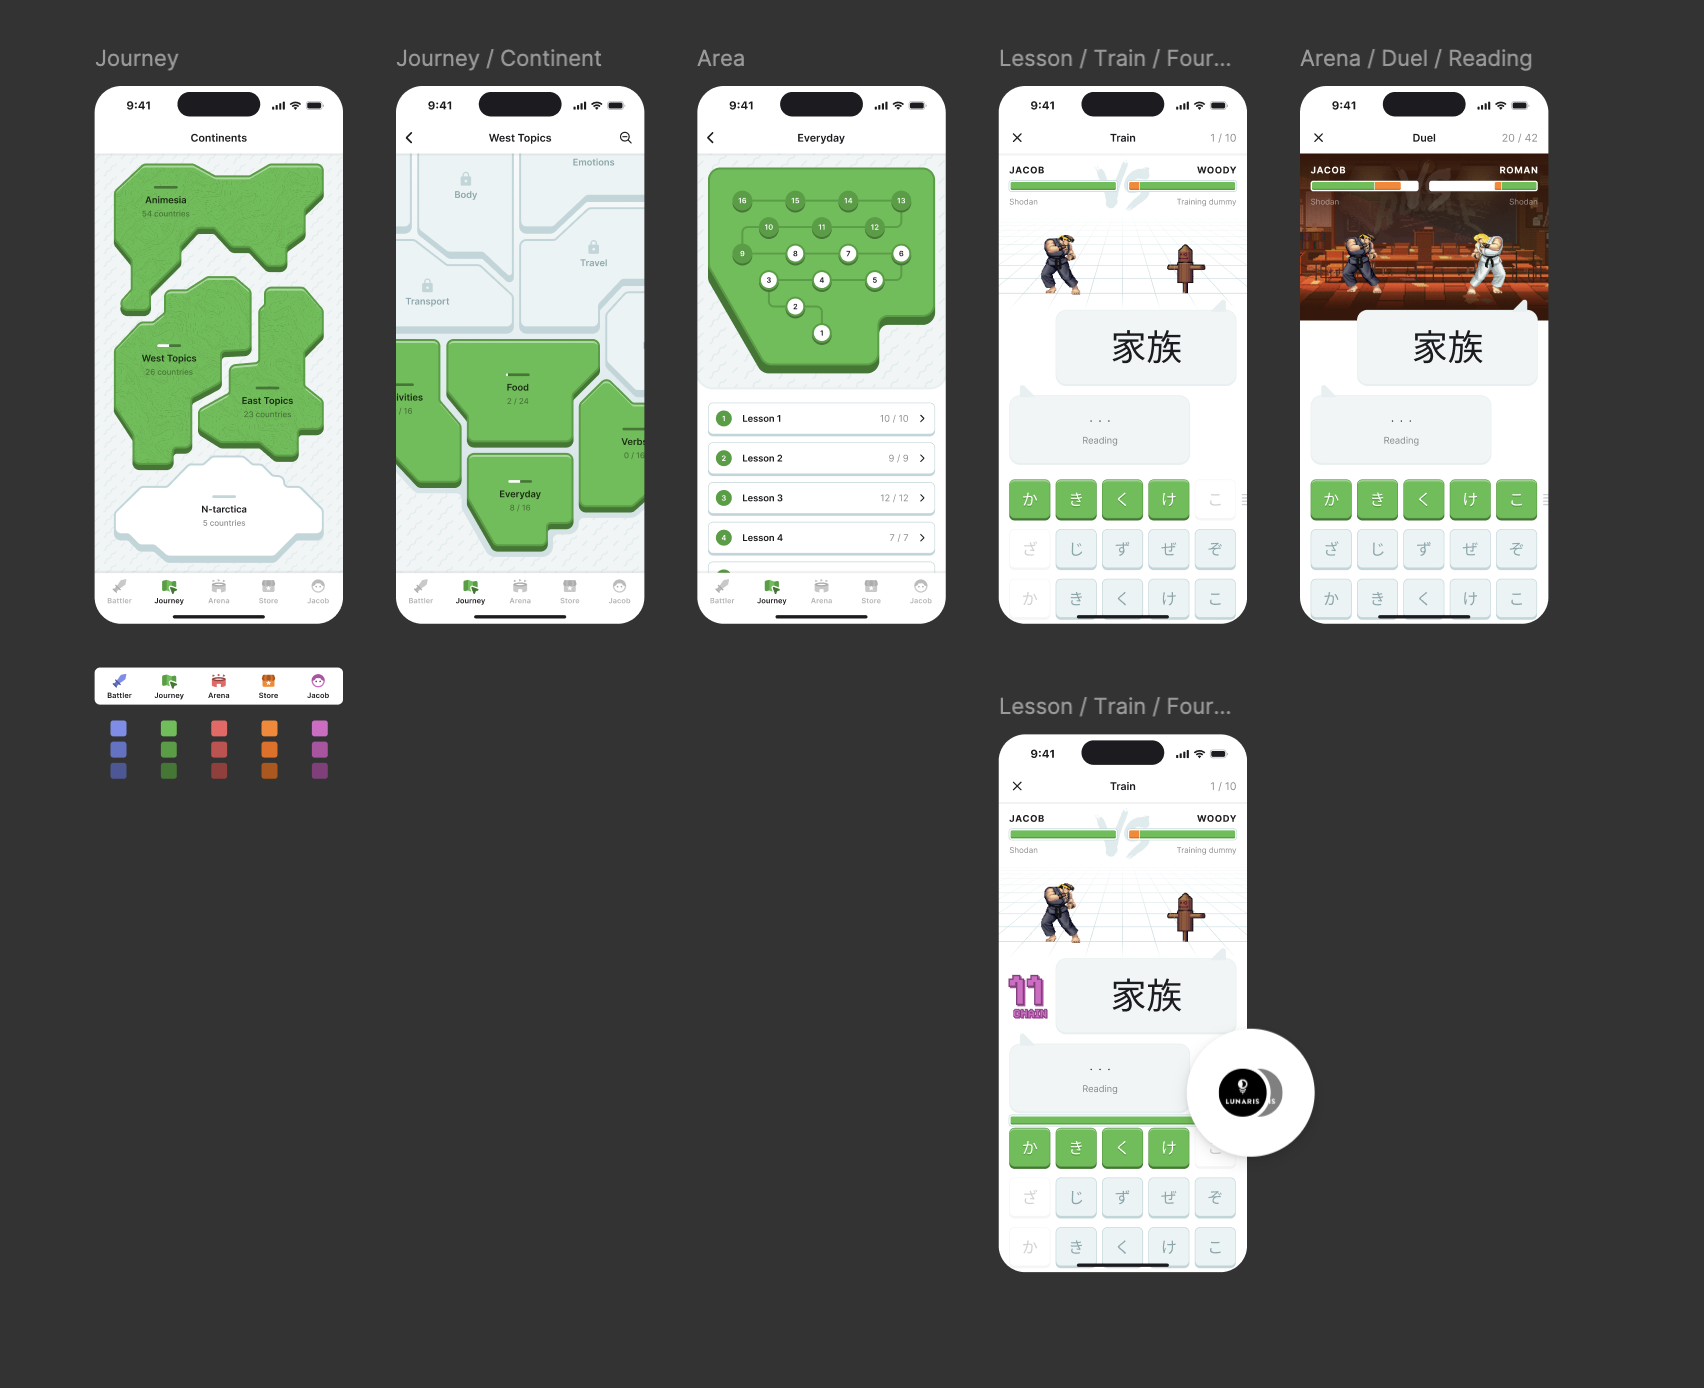 Journey
9:41
Continents
Animesia
54 countries
West Topics
26 countries
East Topics
23 countries
N-tarctica
5 countries
Battler
Journey
Arena
Store
Jacob
Journey / Continent
9:41
West Topics
Emotions
Body
Travel
Transport
ivities
/ 16
Food
2 / 24
Verbs
0 / 16
Everyday
8 / 16
Battler
Journey
Arena
Store
Jacob
Area
9:41
Everyday
16
15
14
13
10
11
12
9
8
7
6
3
4
5
2
1
1 Lesson 1 10 / 10
2 Lesson 2 9 / 9
3 Lesson 3 12 / 12
4 Lesson 4 7 / 7
Battler
Journey
Arena
Store
Jacob
Lesson / Train / Four...
9:41
Train
1 / 10
VS
JACOB
WOODY
Shodan
Training dummy
家族
...
Reading
か き く け こ
ざ じ ず ぜ ぞ
か き く け こ
Arena / Duel / Reading
9:41
Duel
20 / 42
JACOB
ROMAN
Shodan
Shodan
家族
...
Reading
か き く け こ
ざ じ ず ぜ ぞ
か き く け こ
Battler
Journey
Arena
Store
Jacob
Lesson / Train / Four...
9:41
Train
1 / 10
VS
JACOB
WOODY
Shodan
Training dummy
11
CHAIN
家族
...
Reading
LUNARIS
か き く け
ざ じ ず ぜ ぞ
か き く け こ